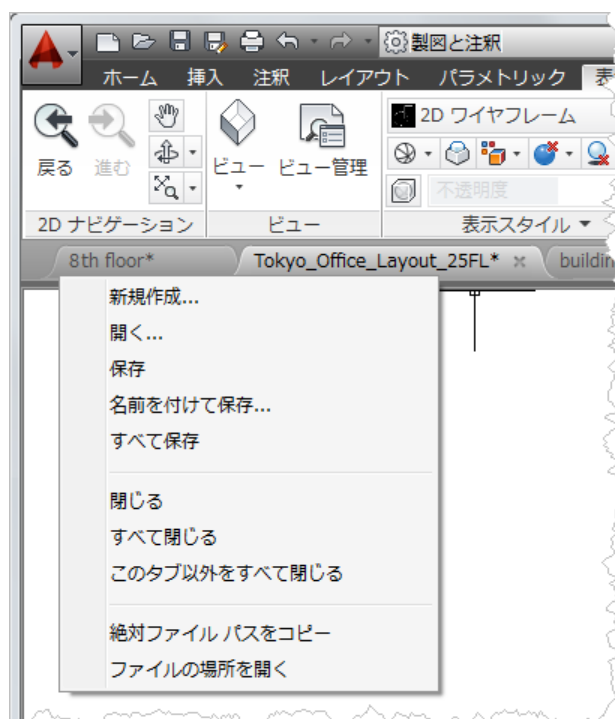 製図と注釈
ホーム 挿入 注釈 レイアウト パラメトリック 表
2D ワイヤフレーム
戻る 進む ビュー ビュー管理
不透明度
2D ナビゲーション ビュー 表示スタイル
8th floor* Tokyo_Office_Layout_25FL* buildin
新規作成...
開く...
保存
名前を付けて保存...
すべて保存
閉じる
すべて閉じる
このタブ以外をすべて閉じる
絶対ファイル パスをコピー
ファイルの場所を開く